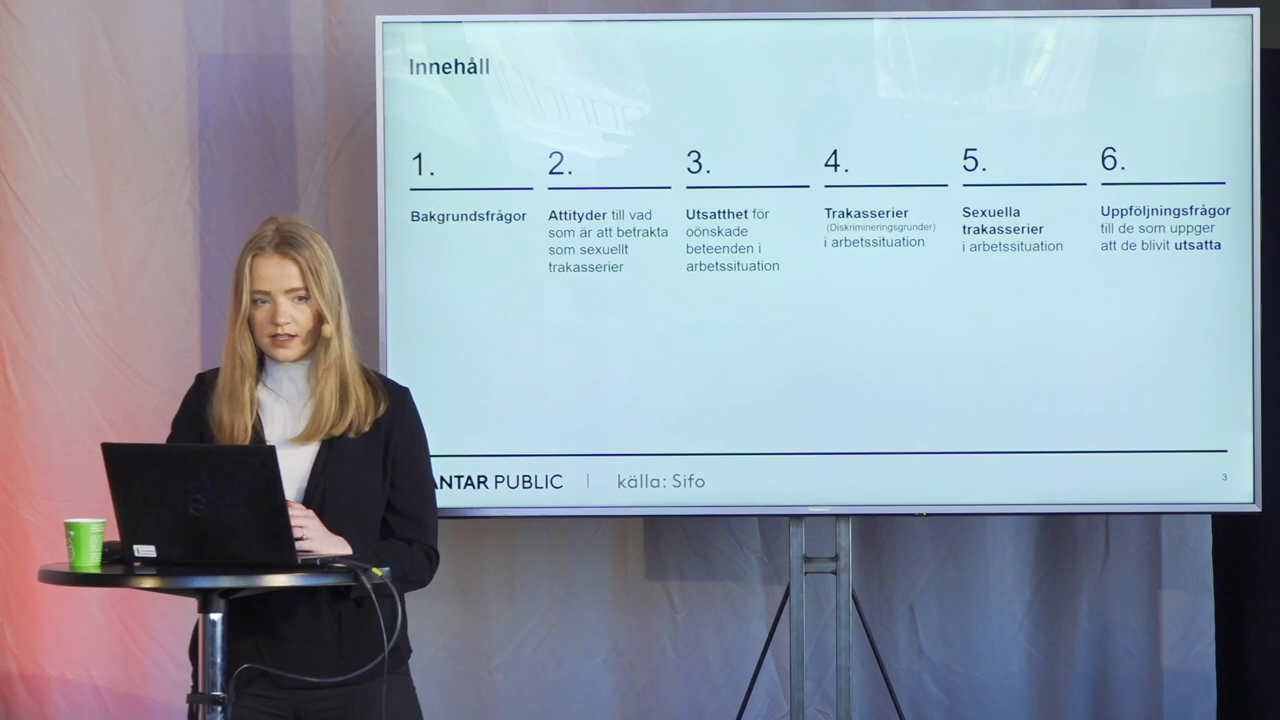 Innehåll
1.
Bakgrundsfrågor
2.
Attityder till vad
som är att betrakta
som sexuellt
trakasserier
3.
Utsatthet för
oönskade
beteenden i
arbetssituation
4.
Trakasserier
(Diskrimineringsgrunder)
i arbetssituation
5.
Sexuella
trakasserier
i arbetssituation
6.
Uppföljningsfrågor
till de som uppger
att de blivit utsatta
ANTAR PUBLIC | källa: Sifo
3